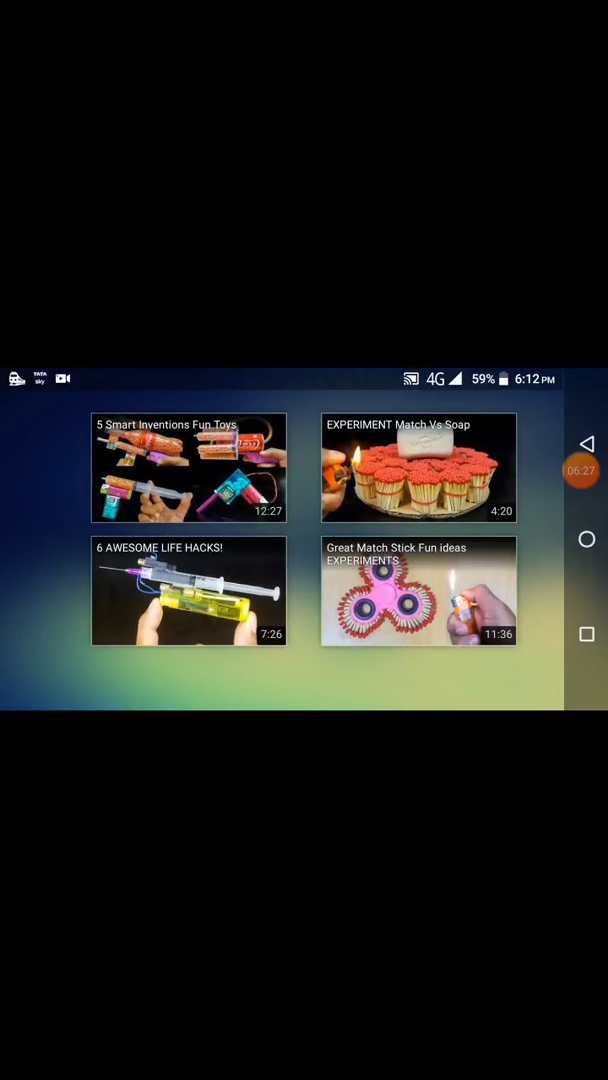 TATA
sky
4G
59%
6:12 PM
5 Smart Inventions Fun Toys
12:27
EXPERIMENT Match Vs Soap
4:20
06:27
6 AWESOME LIFE HACKS!
7:26
Great Match Stick Fun ideas
EXPERIMENTS
11:36